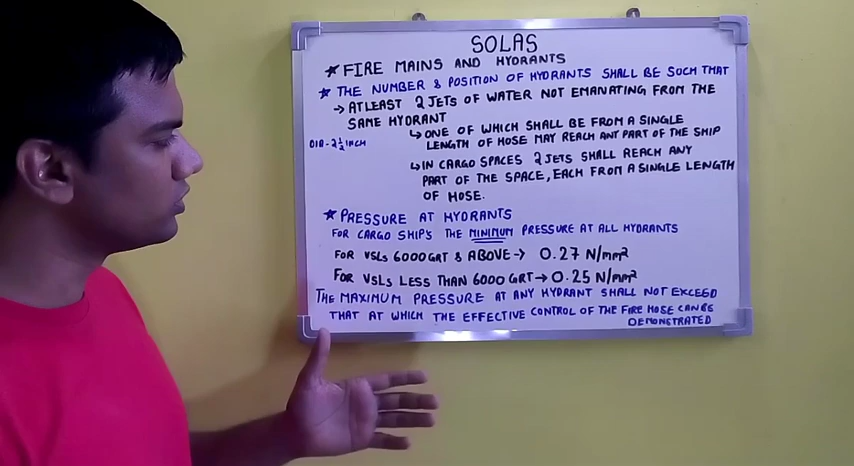 SOLAS
★ FIRE MAINS AND HYDRANTS
★ THE NUMBER & POSITION OF HYDRANTS SHALL BE SUCH THAT
→ ATLEAST 2 JETS OF WATER NOT EMANATING FROM THE
SAME HYDRANT
↳ ONE OF WHICH SHALL BE FROM A SINGLE
LENGTH OF HOSE MAY REACH ANY PART OF THE SHIP
DIA - 2 1/2 INCH
↳ IN CARGO SPACES 2 JETS SHALL REACH ANY
PART OF THE SPACE, EACH FROM A SINGLE LENGTH
OF HOSE.
★ PRESSURE AT HYDRANTS
FOR CARGO SHIP'S THE MINIMUM PRESSURE AT ALL HYDRANTS
FOR VSLS 6000 GRT & ABOVE → 0.27 N/mm²
FOR VSLS LESS THAN 6000 GRT → 0.25 N/mm²
THE MAXIMUM PRESSURE AT ANY HYDRANT SHALL NOT EXCEED
THAT AT WHICH THE EFFECTIVE CONTROL OF THE FIRE HOSE CAN BE
DEMONSTRATED